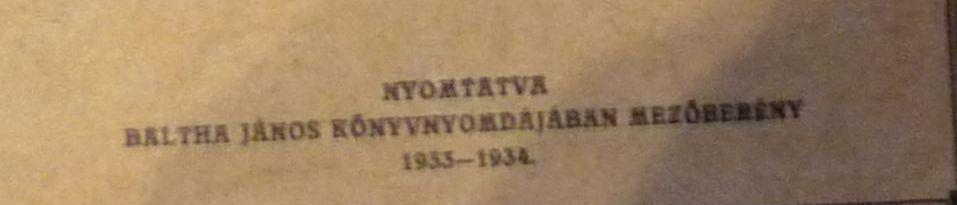 NYOMTATVA
BALTHA JÁNOS KÖNYVNYOMDÁJÁBAN MEZŐBERÉNY
1933—1934.